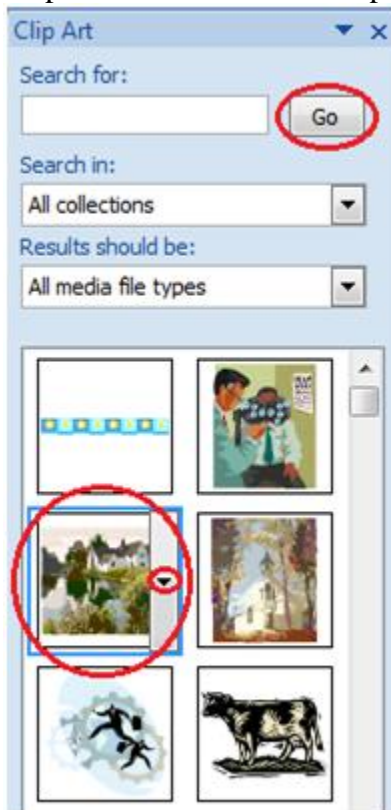 Clip Art
Search for:
Go
Search in:
All collections
Results should be:
All media file types